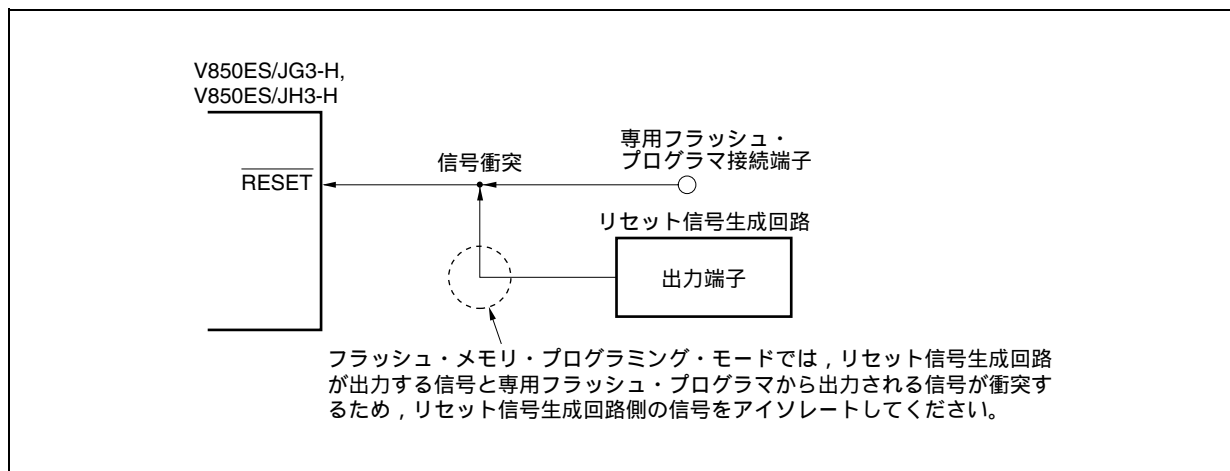 V850ES/JG3-H,
V850ES/JH3-H
専用フラッシュ・
プログラマ接続端子
信号衝突
RESET
リセット信号生成回路
出力端子
フラッシュ・メモリ・プログラミング・モードでは，リセット信号生成回路
が出力する信号と専用フラッシュ・プログラマから出力される信号が衝突す
るため，リセット信号生成回路側の信号をアイソレートしてください。